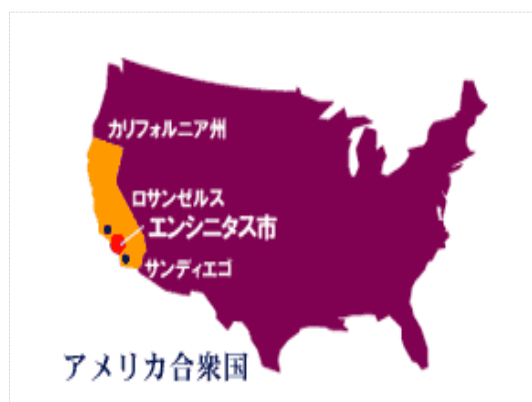 カリフォルニア州
ロサンゼルス
エンシニタス市
サンディエゴ
アメリカ合衆国